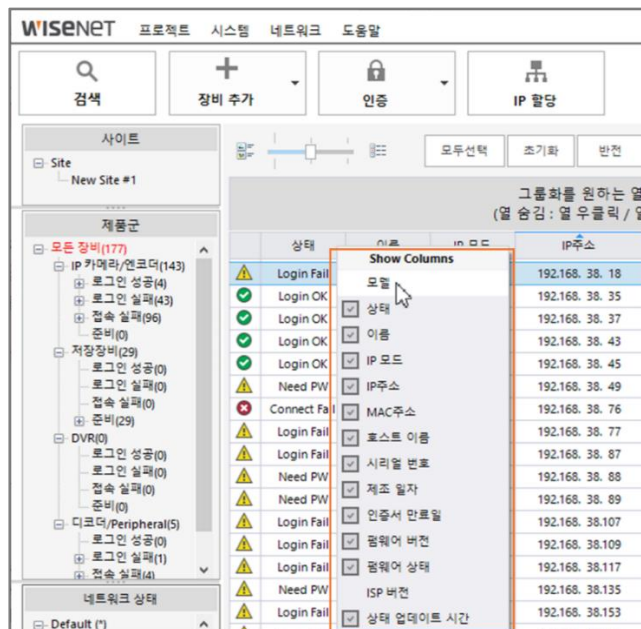 WISENET 프로젝트 시스템 네트워크 도움말
검색 장비 추가 인증 IP 할당
사이트
Site
New Site #1
제품군
모든 장비(177)
IP 카메라/엔코더(143)
로그인 성공(4)
로그인 실패(43)
접속 실패(96)
준비(0)
저장장비(29)
로그인 성공(0)
로그인 실패(0)
접속 실패(0)
준비(29)
DVR(0)
로그인 성공(0)
로그인 실패(0)
접속 실패(0)
준비(0)
디코더/Peripheral(5)
로그인 성공(0)
로그인 실패(1)
접속 실패(4)
네트워크 상태
Default (*)
모두선택 초기화 반전
그룹화를 원하는 열
(열 숨김 : 열 우클릭 /
상태 이름 IP 모드 IP주소
Login Fail 192.168. 38. 18
Login OK 192.168. 38. 35
Login OK 192.168. 38. 37
Login OK 192.168. 38. 43
Login OK 192.168. 38. 45
Need PW 192.168. 38. 49
Connect Fail 192.168. 38. 76
Login Fail 192.168. 38. 77
Login Fail 192.168. 38. 87
Need PW 192.168. 38. 88
Need PW 192.168. 38. 89
Login Fail 192.168. 38.107
Login Fail 192.168. 38.109
Login Fail 192.168. 38.117
Need PW 192.168. 38.135
Login Fail 192.168. 38.153
Show Columns
모델
상태
이름
IP 모드
IP주소
MAC주소
호스트 이름
시리얼 번호
제조 일자
인증서 만료일
펌웨어 버전
펌웨어 상태
ISP 버전
상태 업데이트 시간